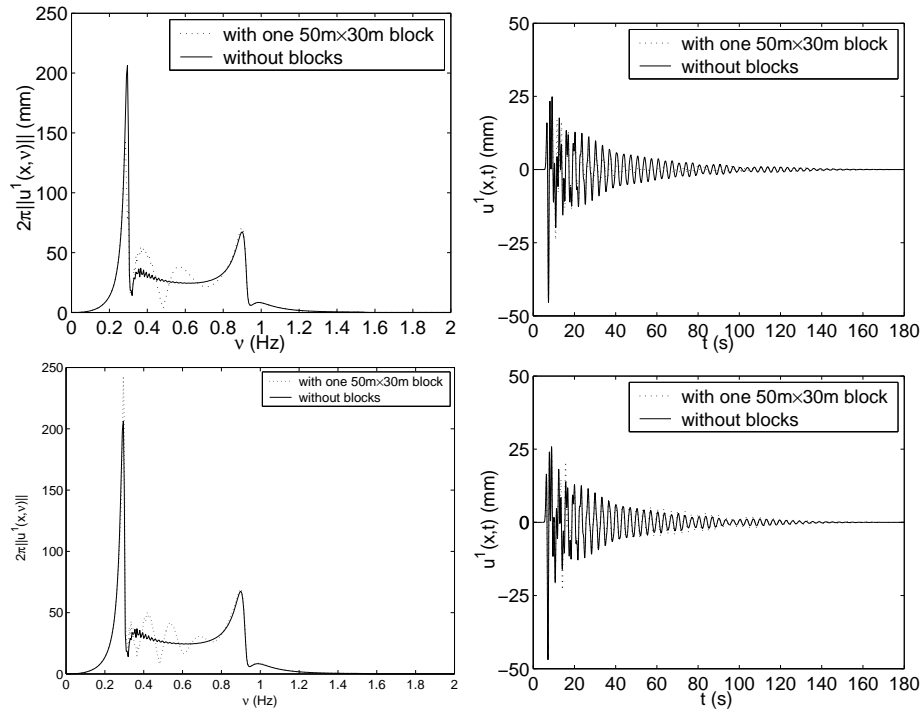 250
200
150
100
50
0
2π||u¹(x,ν)|| (mm)
with one 50m×30m block
without blocks
0 0.2 0.4 0.6 0.8 1 1.2 1.4 1.6 1.8 2
ν (Hz)
50
25
0
−25
−50
u¹(x,t) (mm)
with one 50m×30m block
without blocks
0 20 40 60 80 100 120 140 160 180
t (s)
250
200
150
100
50
0
2π||u¹(x,ν)||
with one 50m×30m block
without blocks
0 0.2 0.4 0.6 0.8 1 1.2 1.4 1.6 1.8 2
ν (Hz)
50
25
0
−25
−50
u¹(x,t) (mm)
with one 50m×30m block
without blocks
0 20 40 60 80 100 120 140 160 180
t (s)